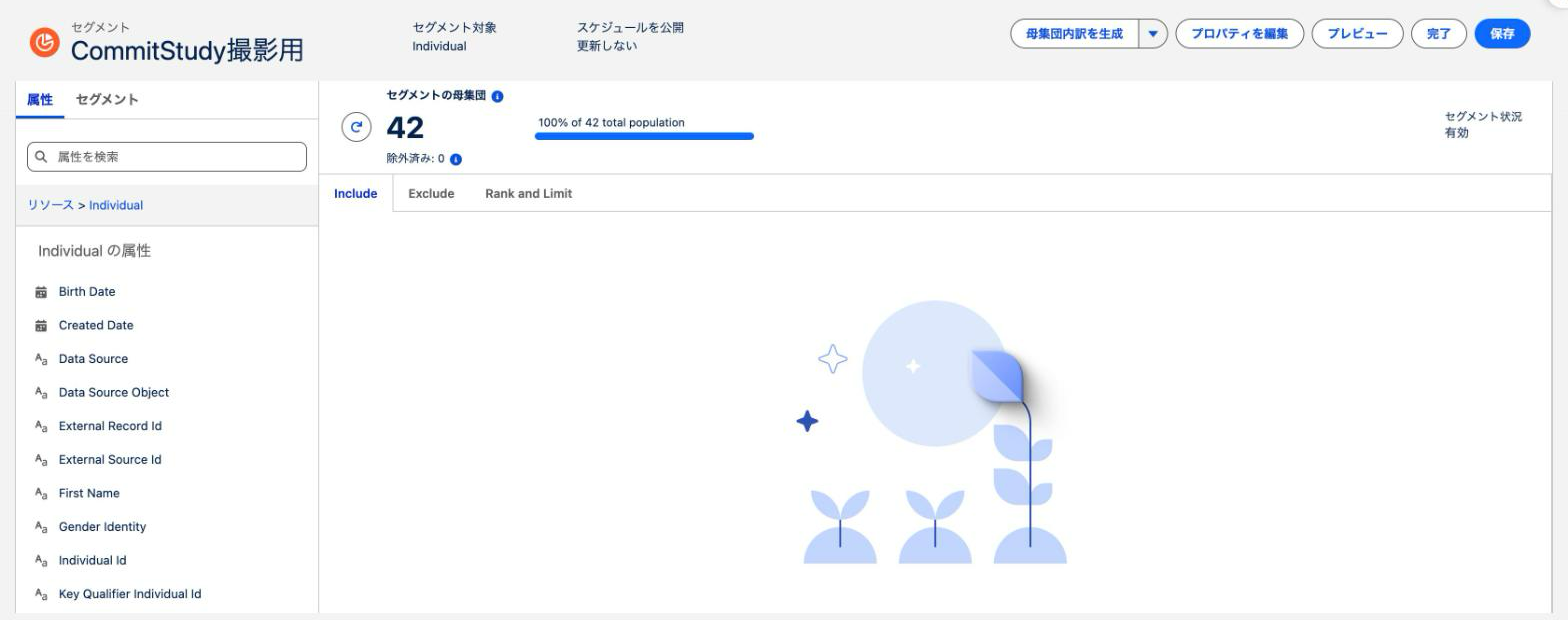 セグメント
CommitStudy撮影用
セグメント対象
Individual
スケジュールを公開
更新しない
母集団内訳を生成
プロパティを編集
プレビュー
完了
保存
属性
セグメント
属性を検索
リソース > Individual
Individual の属性
Birth Date
Created Date
Data Source
Data Source Object
External Record Id
External Source Id
First Name
Gender Identity
Individual Id
Key Qualifier Individual Id
セグメントの母集団
42
除外済み: 0
100% of 42 total population
セグメント状況
有効
Include
Exclude
Rank and Limit